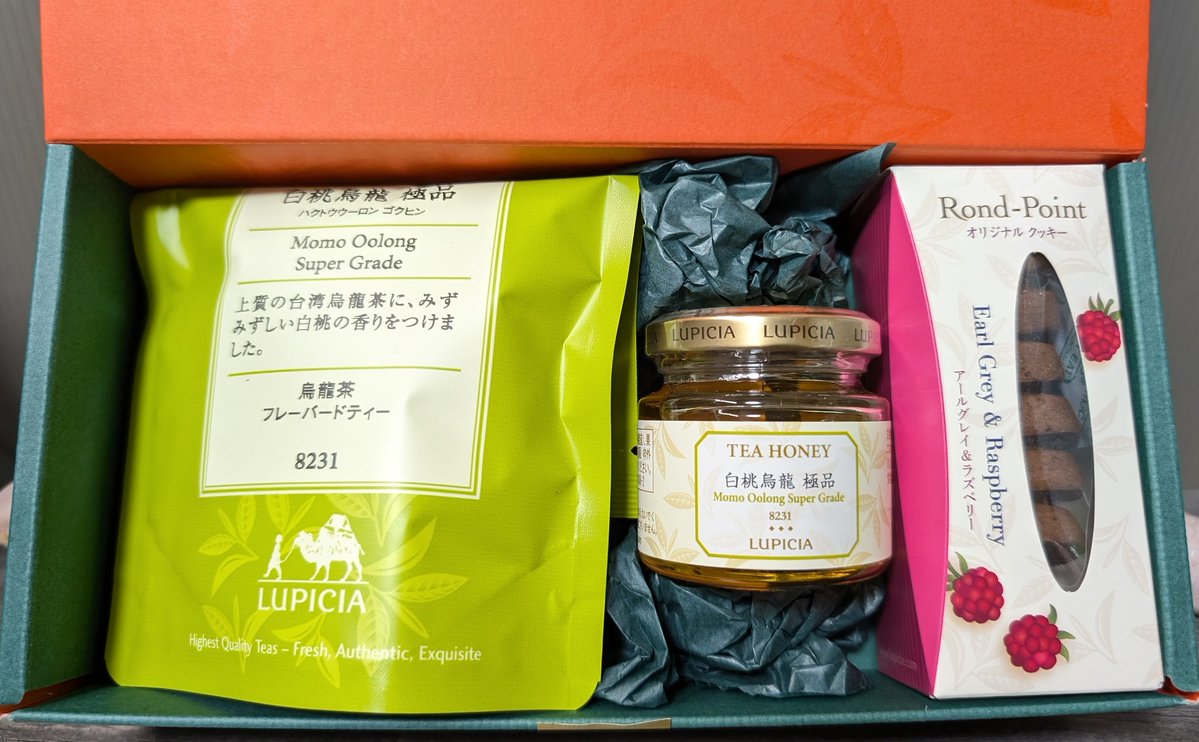 白桃烏龍 極品
ハクトウウーロン ゴクヒン
Momo Oolong
Super Grade
上質の台湾烏龍茶に、みず
みずしい白桃の香りをつけま
した。
烏龍茶
フレーバードティー
8231
LUPICIA
Highest Quality Teas – Fresh, Authentic, Exquisite
LUPICIA LUPICIA
TEA HONEY
白桃烏龍 極品
Momo Oolong Super Grade
8231
LUPICIA
Rond-Point
オリジナル クッキー
Earl Grey & Raspberry
アールグレイ&ラズベリー